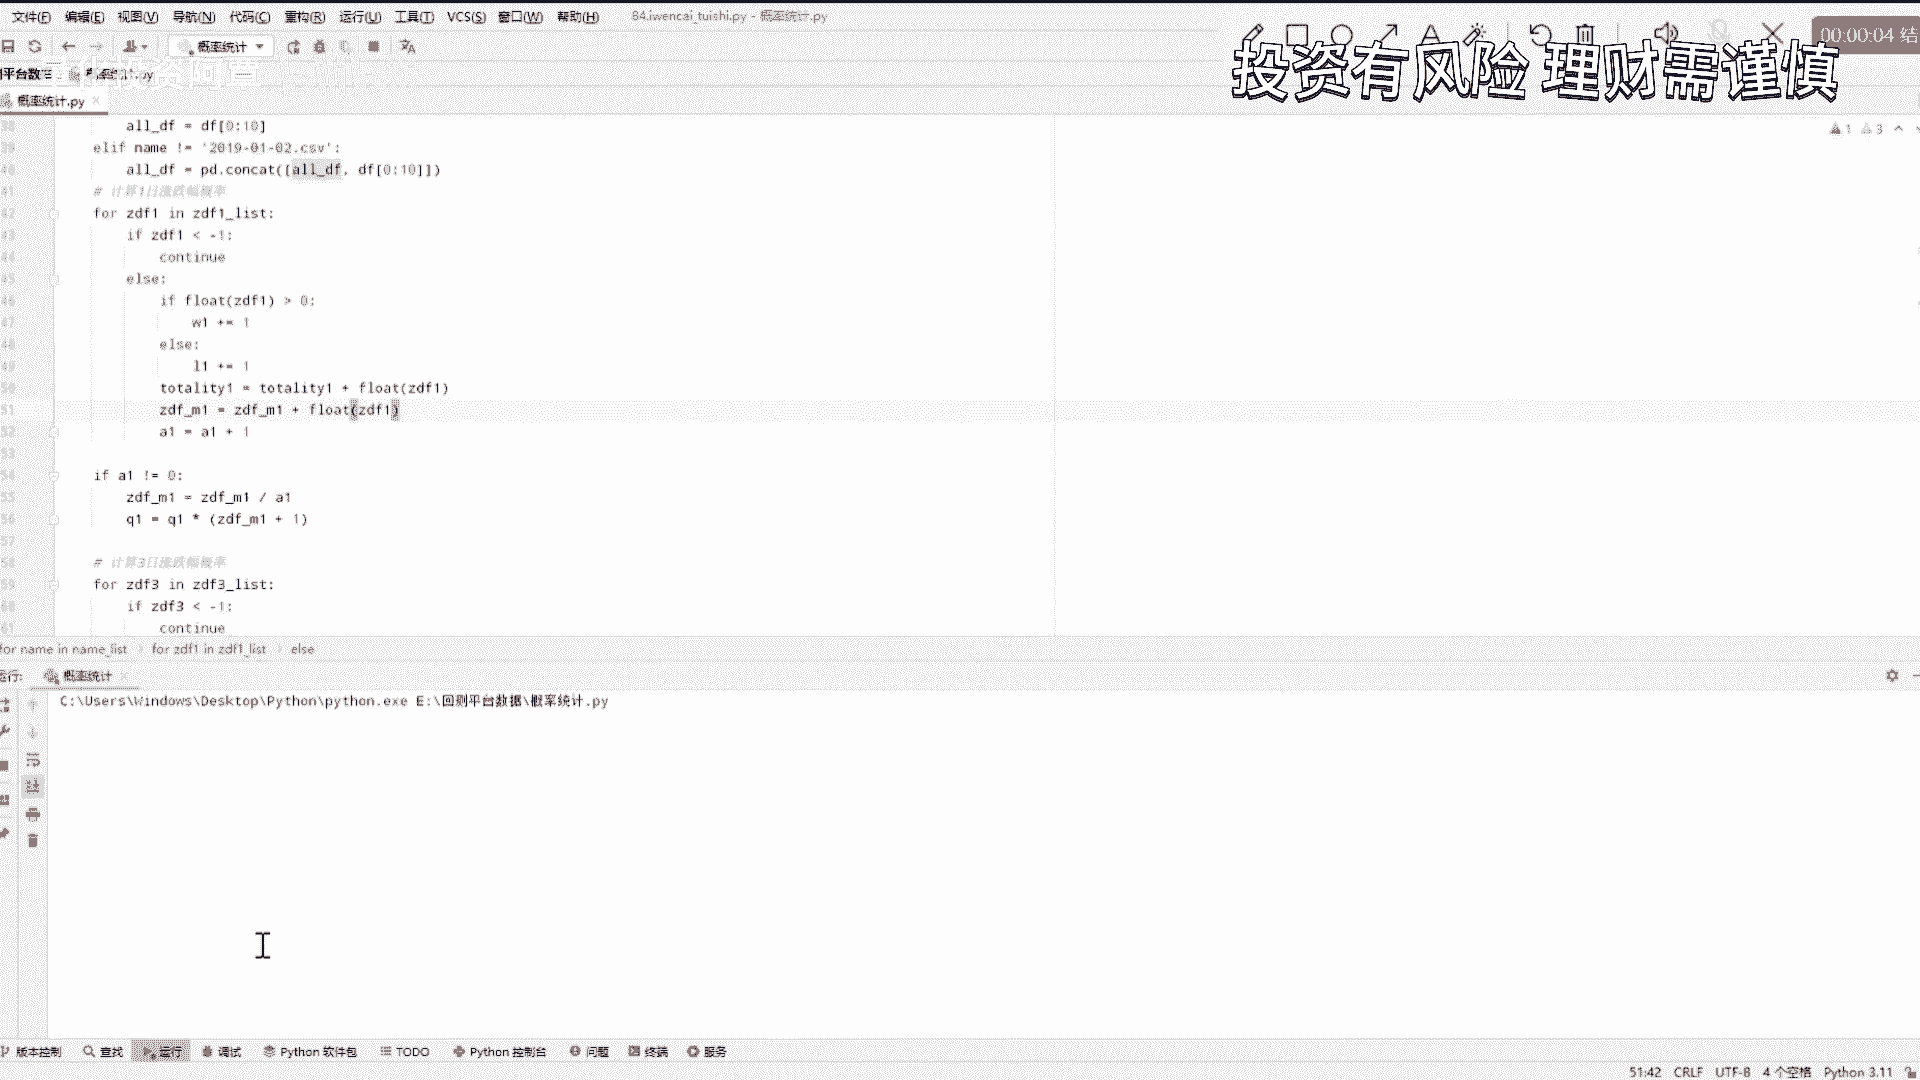 文件(F) 编辑(E) 视图(V) 导航(N) 代码(C) 重构(R) 运行(U) 工具(T) VCS(S) 窗口(W) 帮助(H) 84.iwencai_tuishi.py - 概率统计.py
概率统计
00:00:04 结
投资有风险 理财需谨慎
平台数
量化投资阿章
概率统计.py
38 all_df = df[0:10]
39 elif name != '2019-01-02.csv':
40 all_df = pd.concat([all_df, df[0:10]])
41 # 计算1日涨跌幅概率
42 for zdf1 in zdf1_list:
43 if zdf1 < -1:
44 continue
45 else:
46 if float(zdf1) > 0:
47 w1 += 1
48 else:
49 l1 += 1
50 totality1 = totality1 + float(zdf1)
51 zdf_m1 = zdf_m1 + float(zdf1)
52 a1 = a1 + 1
53
54 if a1 != 0:
55 zdf_m1 = zdf_m1 / a1
56 q1 = q1 * (zdf_m1 + 1)
57
58 # 计算3日涨跌幅概率
59 for zdf3 in zdf3_list:
60 if zdf3 < -1:
61 continue
1 3
for name in name_list › for zdf1 in zdf1_list › else
运行: 概率统计
C:\Users\Windows\Desktop\Python\python.exe E:\回测平台数据\概率统计.py
版本控制 查找 运行 调试 Python 软件包 TODO Python 控制台 问题 终端 服务
51:42 CRLF UTF-8 4 个空格 Python 3.11